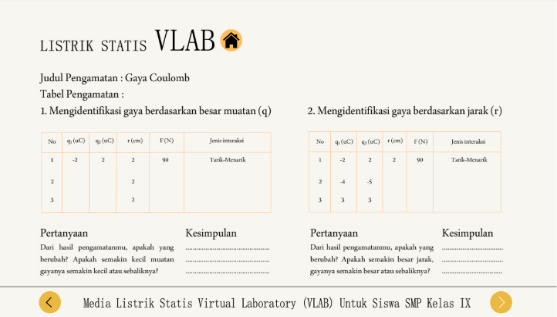 LISTRIK STATIS VLAB
Judul Pengamatan : Gaya Coulomb
Tabel Pengamatan :
1. Mengidentifikasi gaya berdasarkan besar muatan (q)
No q₁ (uC) q₂ (uC) r (cm) F (N) Jenis interaksi
1 -2 2 2 90 Tarik-Menarik
2 2
3 2
Pertanyaan Kesimpulan
Dari hasil pengamatanmu, apakah yang
berubah? Apakah semakin kecil muatan
gayanya semakin kecil atau sebaliknya?
2. Mengidentifikasi gaya berdasarkan jarak (r)
No q₁ (uC) q₂ (uC) r (cm) F (N) Jenis interaksi
1 -2 2 2 90 Tarik-Menarik
2 -4 -5
3 3 3
Pertanyaan Kesimpulan
Dari hasil pengamatanmu, apakah yang
berubah? Apakah semakin besar jarak,
gayanya semakin besar atau sebaliknya?
Media Listrik Statis Virtual Laboratory (VLAB) Untuk Siswa SMP Kelas IX